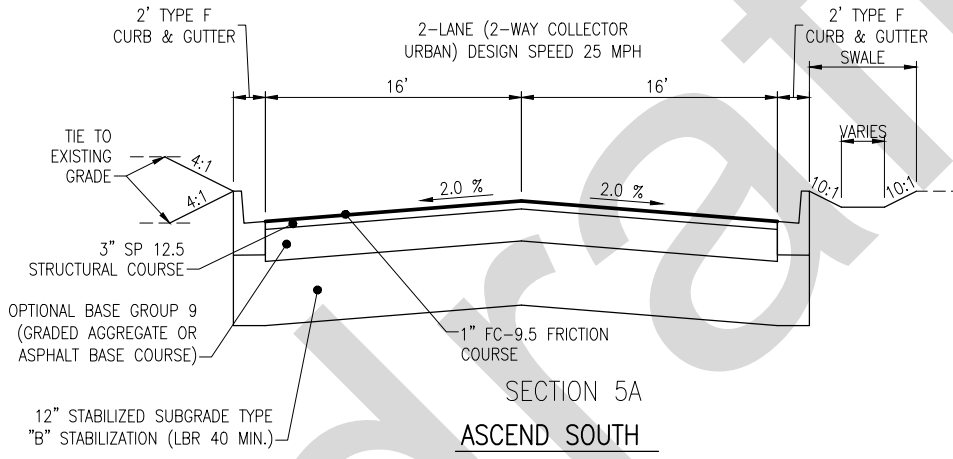 2' TYPE F
CURB & GUTTER
2-LANE (2-WAY COLLECTOR
URBAN) DESIGN SPEED 25 MPH
2' TYPE F
CURB & GUTTER
SWALE
16'
16'
TIE TO
EXISTING
GRADE
4:1
4:1
VARIES
10:1
10:1
2.0 %
2.0 %
3" SP 12.5
STRUCTURAL COURSE
OPTIONAL BASE GROUP 9
(GRADED AGGREGATE OR
ASPHALT BASE COURSE)
1" FC-9.5 FRICTION
COURSE
12" STABILIZED SUBGRADE TYPE
"B" STABILIZATION (LBR 40 MIN.)
SECTION 5A
ASCEND SOUTH
draf